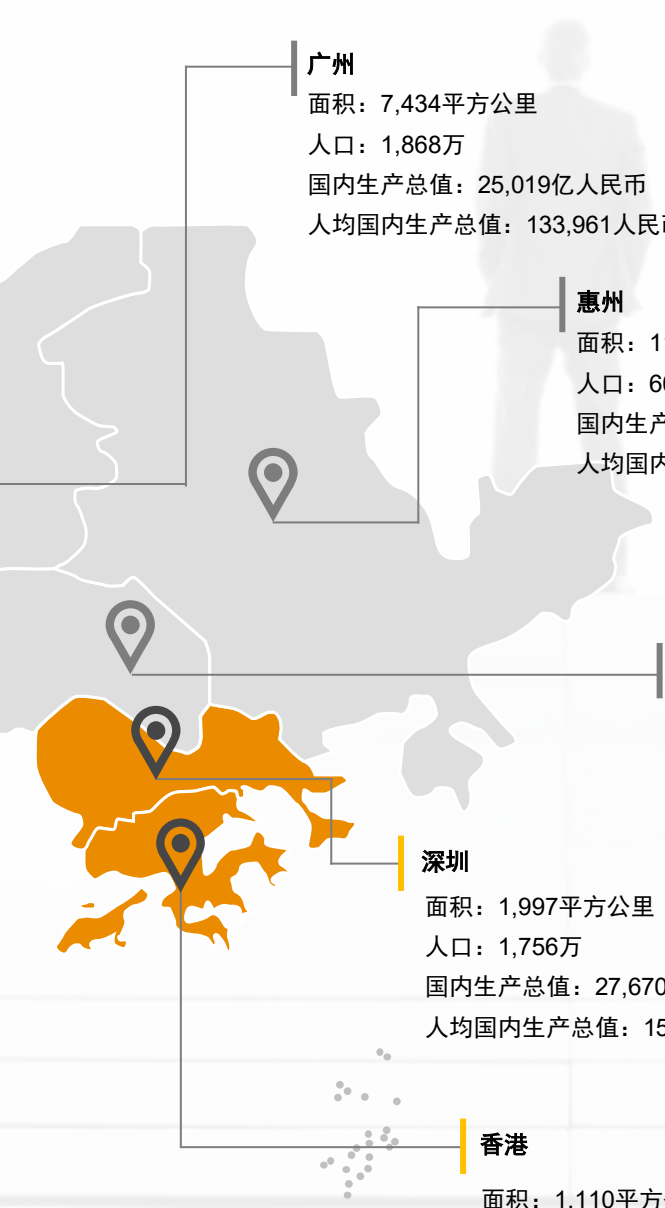 广州
面积：7,434平方公里
人口：1,868万
国内生产总值：25,019亿人民币
人均国内生产总值：133,961人民
惠州
面积：1
人口：6
国内生产
人均国内
深圳
面积：1,997平方公里
人口：1,756万
国内生产总值：27,670
人均国内生产总值：15
香港
面积：1,110平方